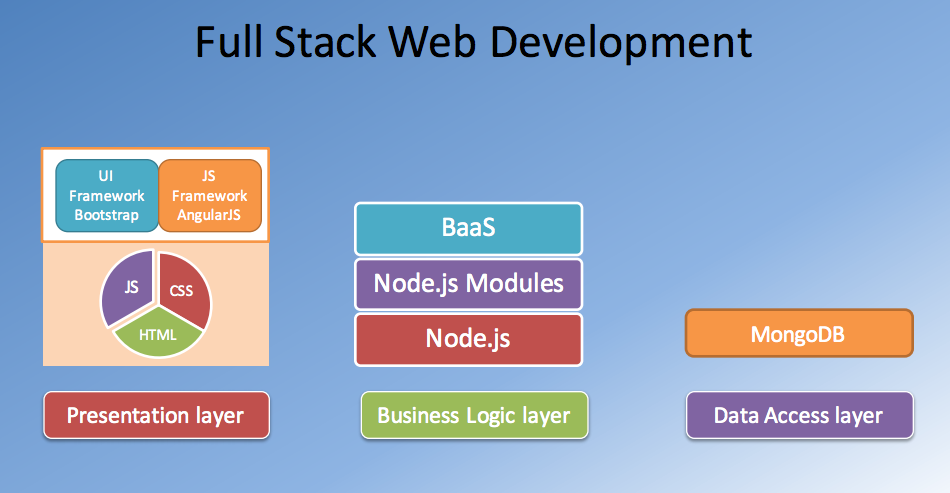 Full Stack Web Development
UI
Framework
Bootstrap
JS
Framework
AngularJS
JS
CSS
HTML
Presentation layer
BaaS
Node.js Modules
Node.js
Business Logic layer
MongoDB
Data Access layer